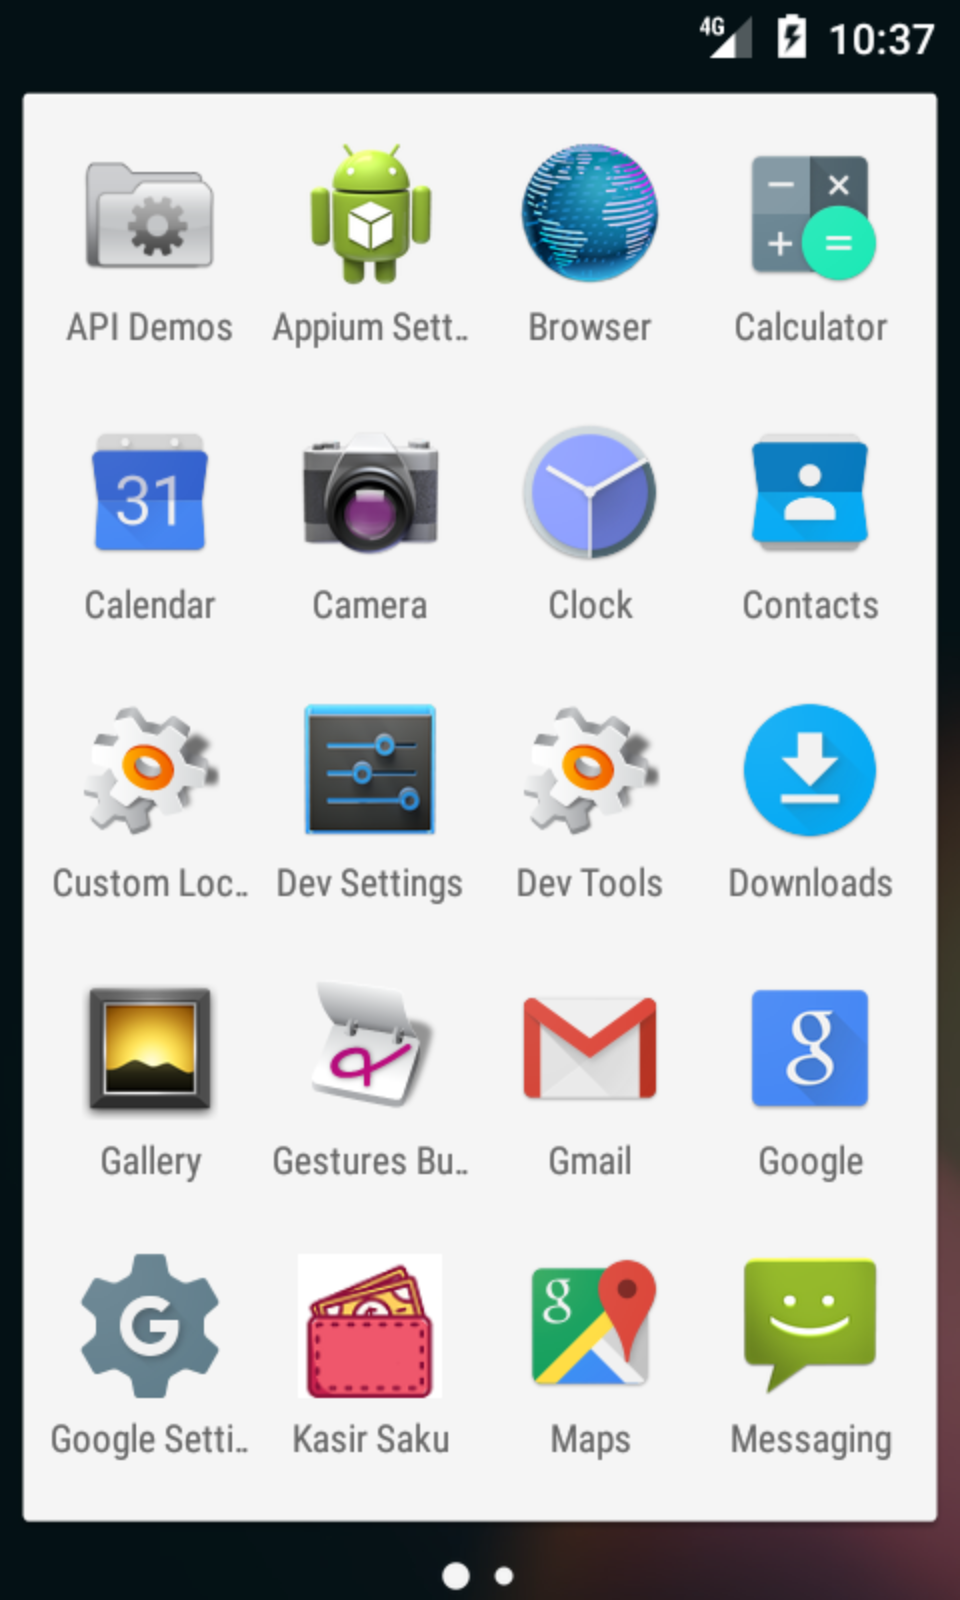 4G 10:37
API Demos Appium Sett.. Browser Calculator
31
Calendar Camera Clock Contacts
Custom Loc.. Dev Settings Dev Tools Downloads
g
Gallery Gestures Bu.. Gmail Google
G g
Google Setti.. Kasir Saku Maps Messaging